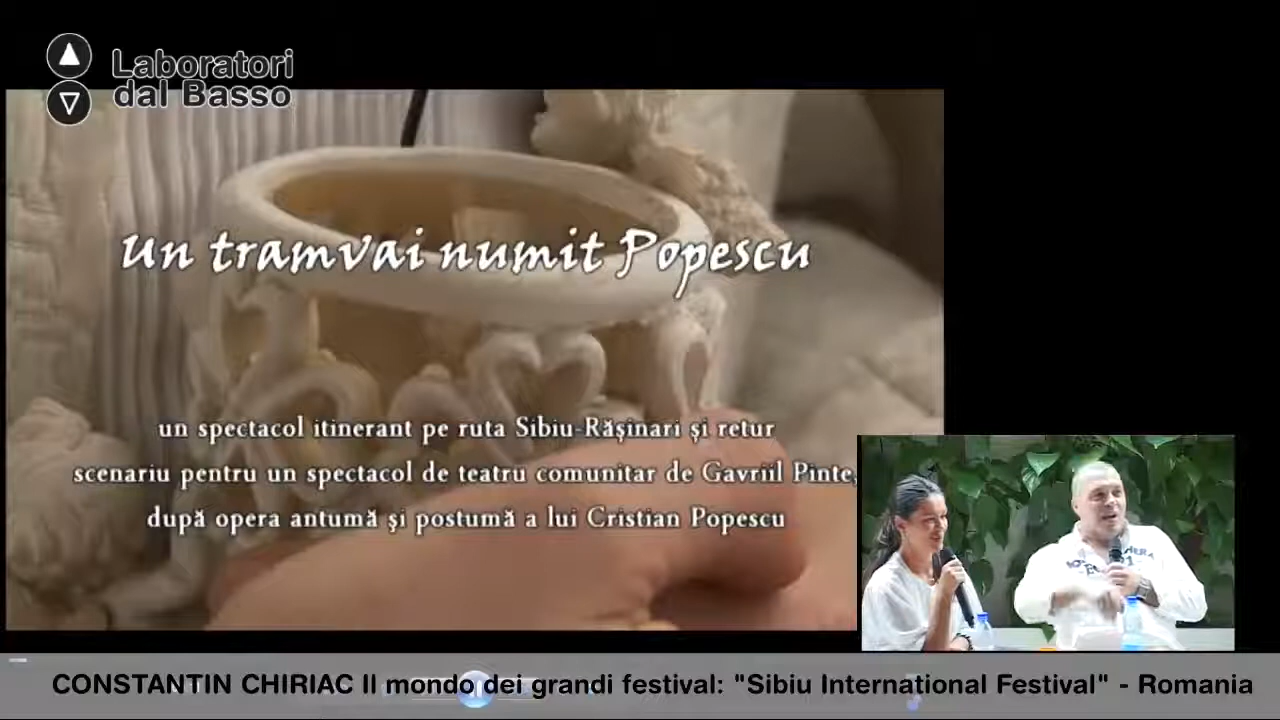 Laboratori
dal Basso
Un tramvai numit Popescu
un spectacol itinerant pe ruta Sibiu-Rășinari și retur
scenariu pentru un spectacol de teatru comunitar de Gavriil Pinte,
după opera antumă şi postumă a lui Cristian Popescu
CONSTANTIN CHIRIAC Il mondo dei grandi festival: "Sibiu International Festival" - Romania